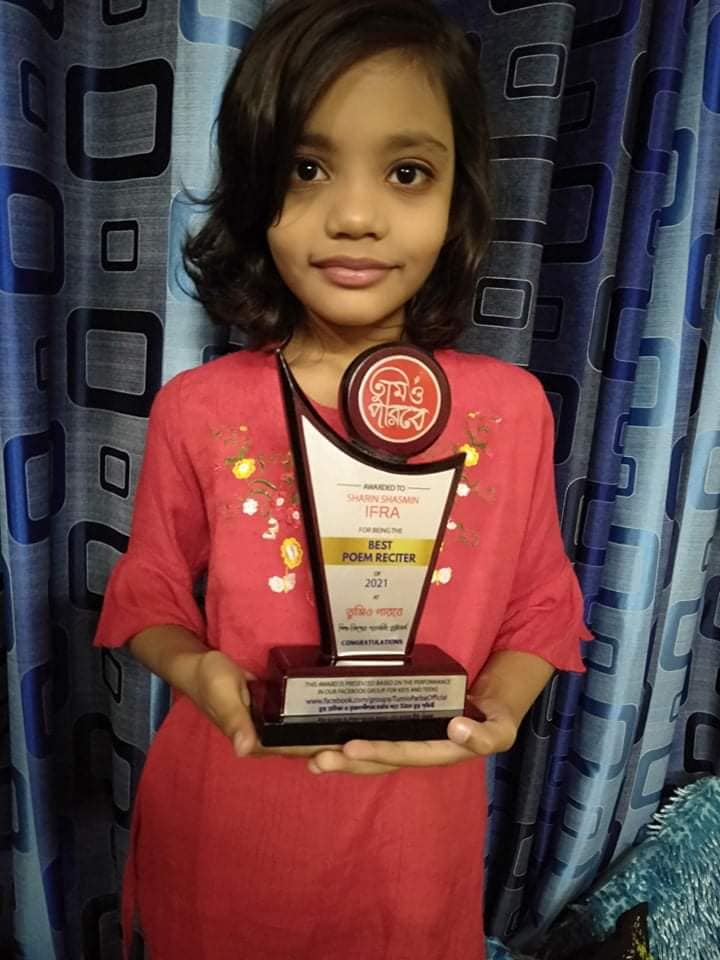 তুমিও
পারবে
AWARDED TO
SHARIN SHASMIN
IFRA
FOR BEING THE
BEST
POEM RECITER
OF
2021
AT
তুমিও পারবে
CONGRATULATIONS
THIS AWARD IS PRESENTED BASED ON THE PERFORMANCE
IN OUR FACEBOOK GROUP FOR KIDS AND TEENS
www.facebook.com/groups/TumioParbeOfficial